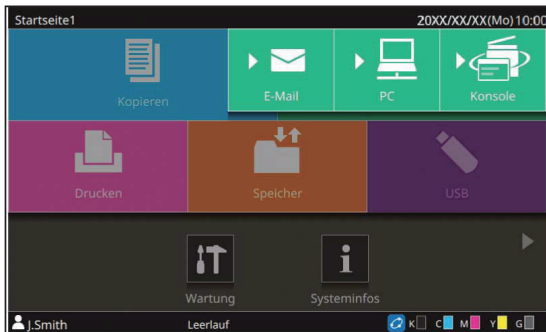 Startseite1 20XX/XX/XX(Mo) 10:00
Kopieren E-Mail PC Konsole
Drucken Speicher USB
Wartung Systeminfos
J.Smith Leerlauf K C M Y G